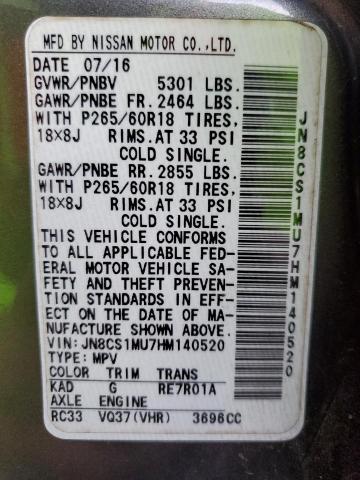 MFD BY NISSAN MOTOR CO.,LTD.
DATE 07/16
GVWR/PNBV 5301 LBS.
GAWR/PNBE FR. 2464 LBS.
WITH P265/60R18 TIRES,
18X8J RIMS.AT 33 PSI
COLD SINGLE.
GAWR/PNBE RR. 2855 LBS.
WITH P265/60R18 TIRES,
18X8J RIMS.AT 33 PSI
COLD SINGLE.
THIS VEHICLE CONFORMS
TO ALL APPLICABLE FED-
ERAL MOTOR VEHICLE SA-
FETY AND THEFT PREVEN-
TION STANDARDS IN EFF-
ECT ON THE DATE OF MA-
NUFACTURE SHOWN ABOVE.
VIN: JN8CS1MU7HM140520
TYPE: MPV
COLOR TRIM TRANS
KAD G RE7R01A
AXLE ENGINE
RC33 VQ37(VHR) 3696CC
JN8CS1MU7HM140520